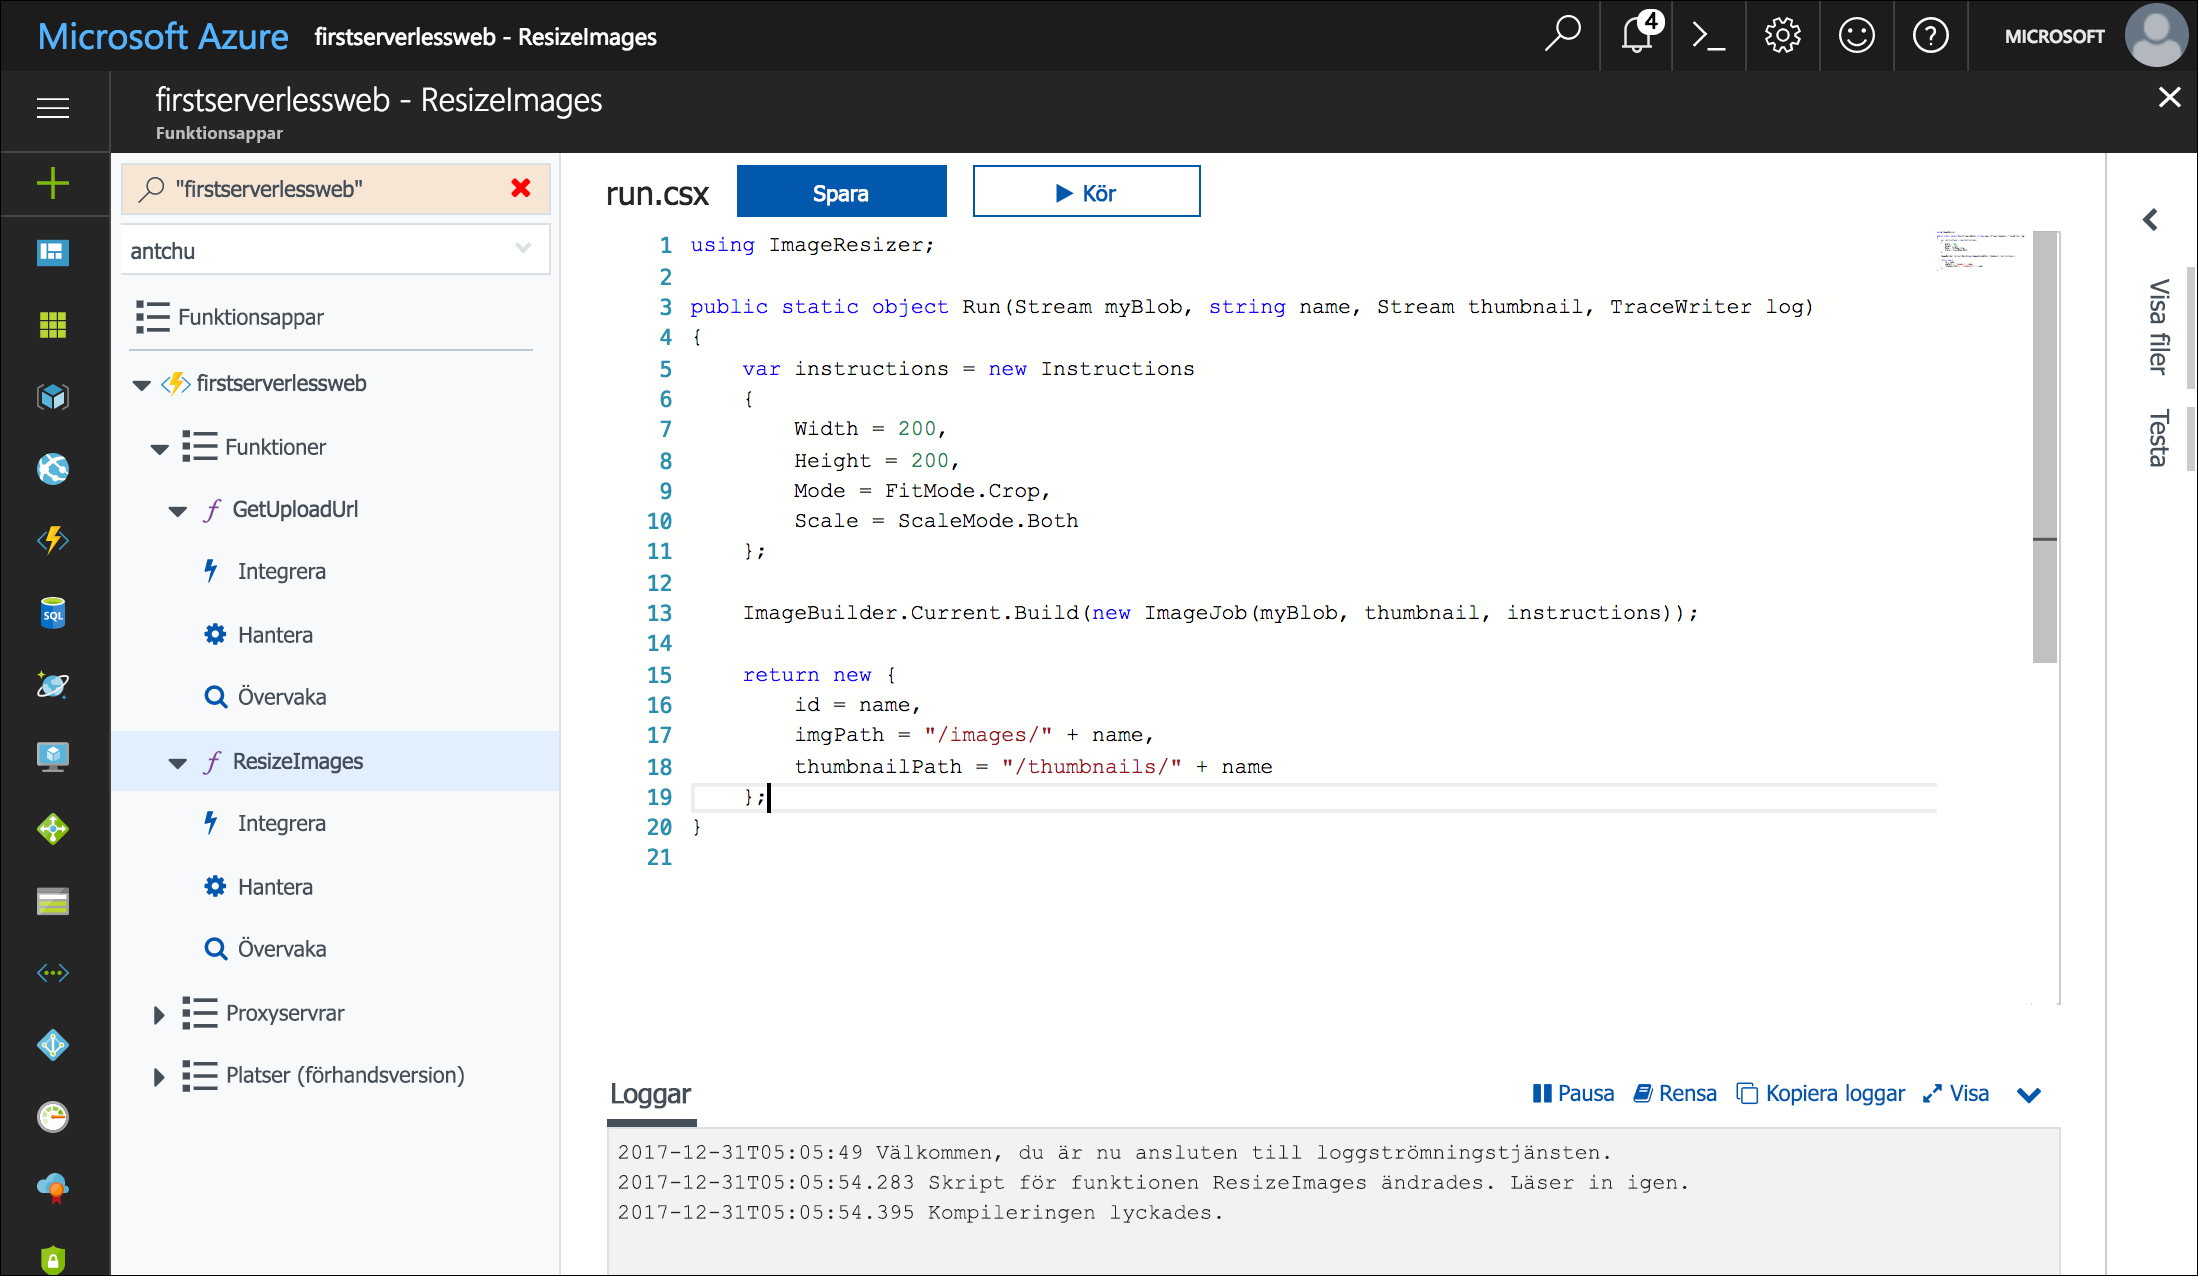 Microsoft Azure firstserverlessweb - ResizeImages
4
MICROSOFT
firstserverlessweb - ResizeImages
Funktionsappar
"firstserverlessweb"
antchu
Funktionsappar
firstserverlessweb
Funktioner
GetUploadUrl
Integrera
Hantera
Övervaka
ResizeImages
Integrera
Hantera
Övervaka
Proxyservrar
Platser (förhandsversion)
SQL
run.csx Spara Kör
1 using ImageResizer;
2
3 public static object Run(Stream myBlob, string name, Stream thumbnail, TraceWriter log)
4 {
5 var instructions = new Instructions
6 {
7 Width = 200,
8 Height = 200,
9 Mode = FitMode.Crop,
10 Scale = ScaleMode.Both
11 };
12
13 ImageBuilder.Current.Build(new ImageJob(myBlob, thumbnail, instructions));
14
15 return new {
16 id = name,
17 imgPath = "/images/" + name,
18 thumbnailPath = "/thumbnails/" + name
19 };
20 }
21
Visa filer
Testa
Loggar Pausa Rensa Kopiera loggar Visa
2017-12-31T05:05:49 Välkommen, du är nu ansluten till loggströmningstjänsten.
2017-12-31T05:05:54.283 Skript för funktionen ResizeImages ändrades. Läser in igen.
2017-12-31T05:05:54.395 Kompileringen lyckades.